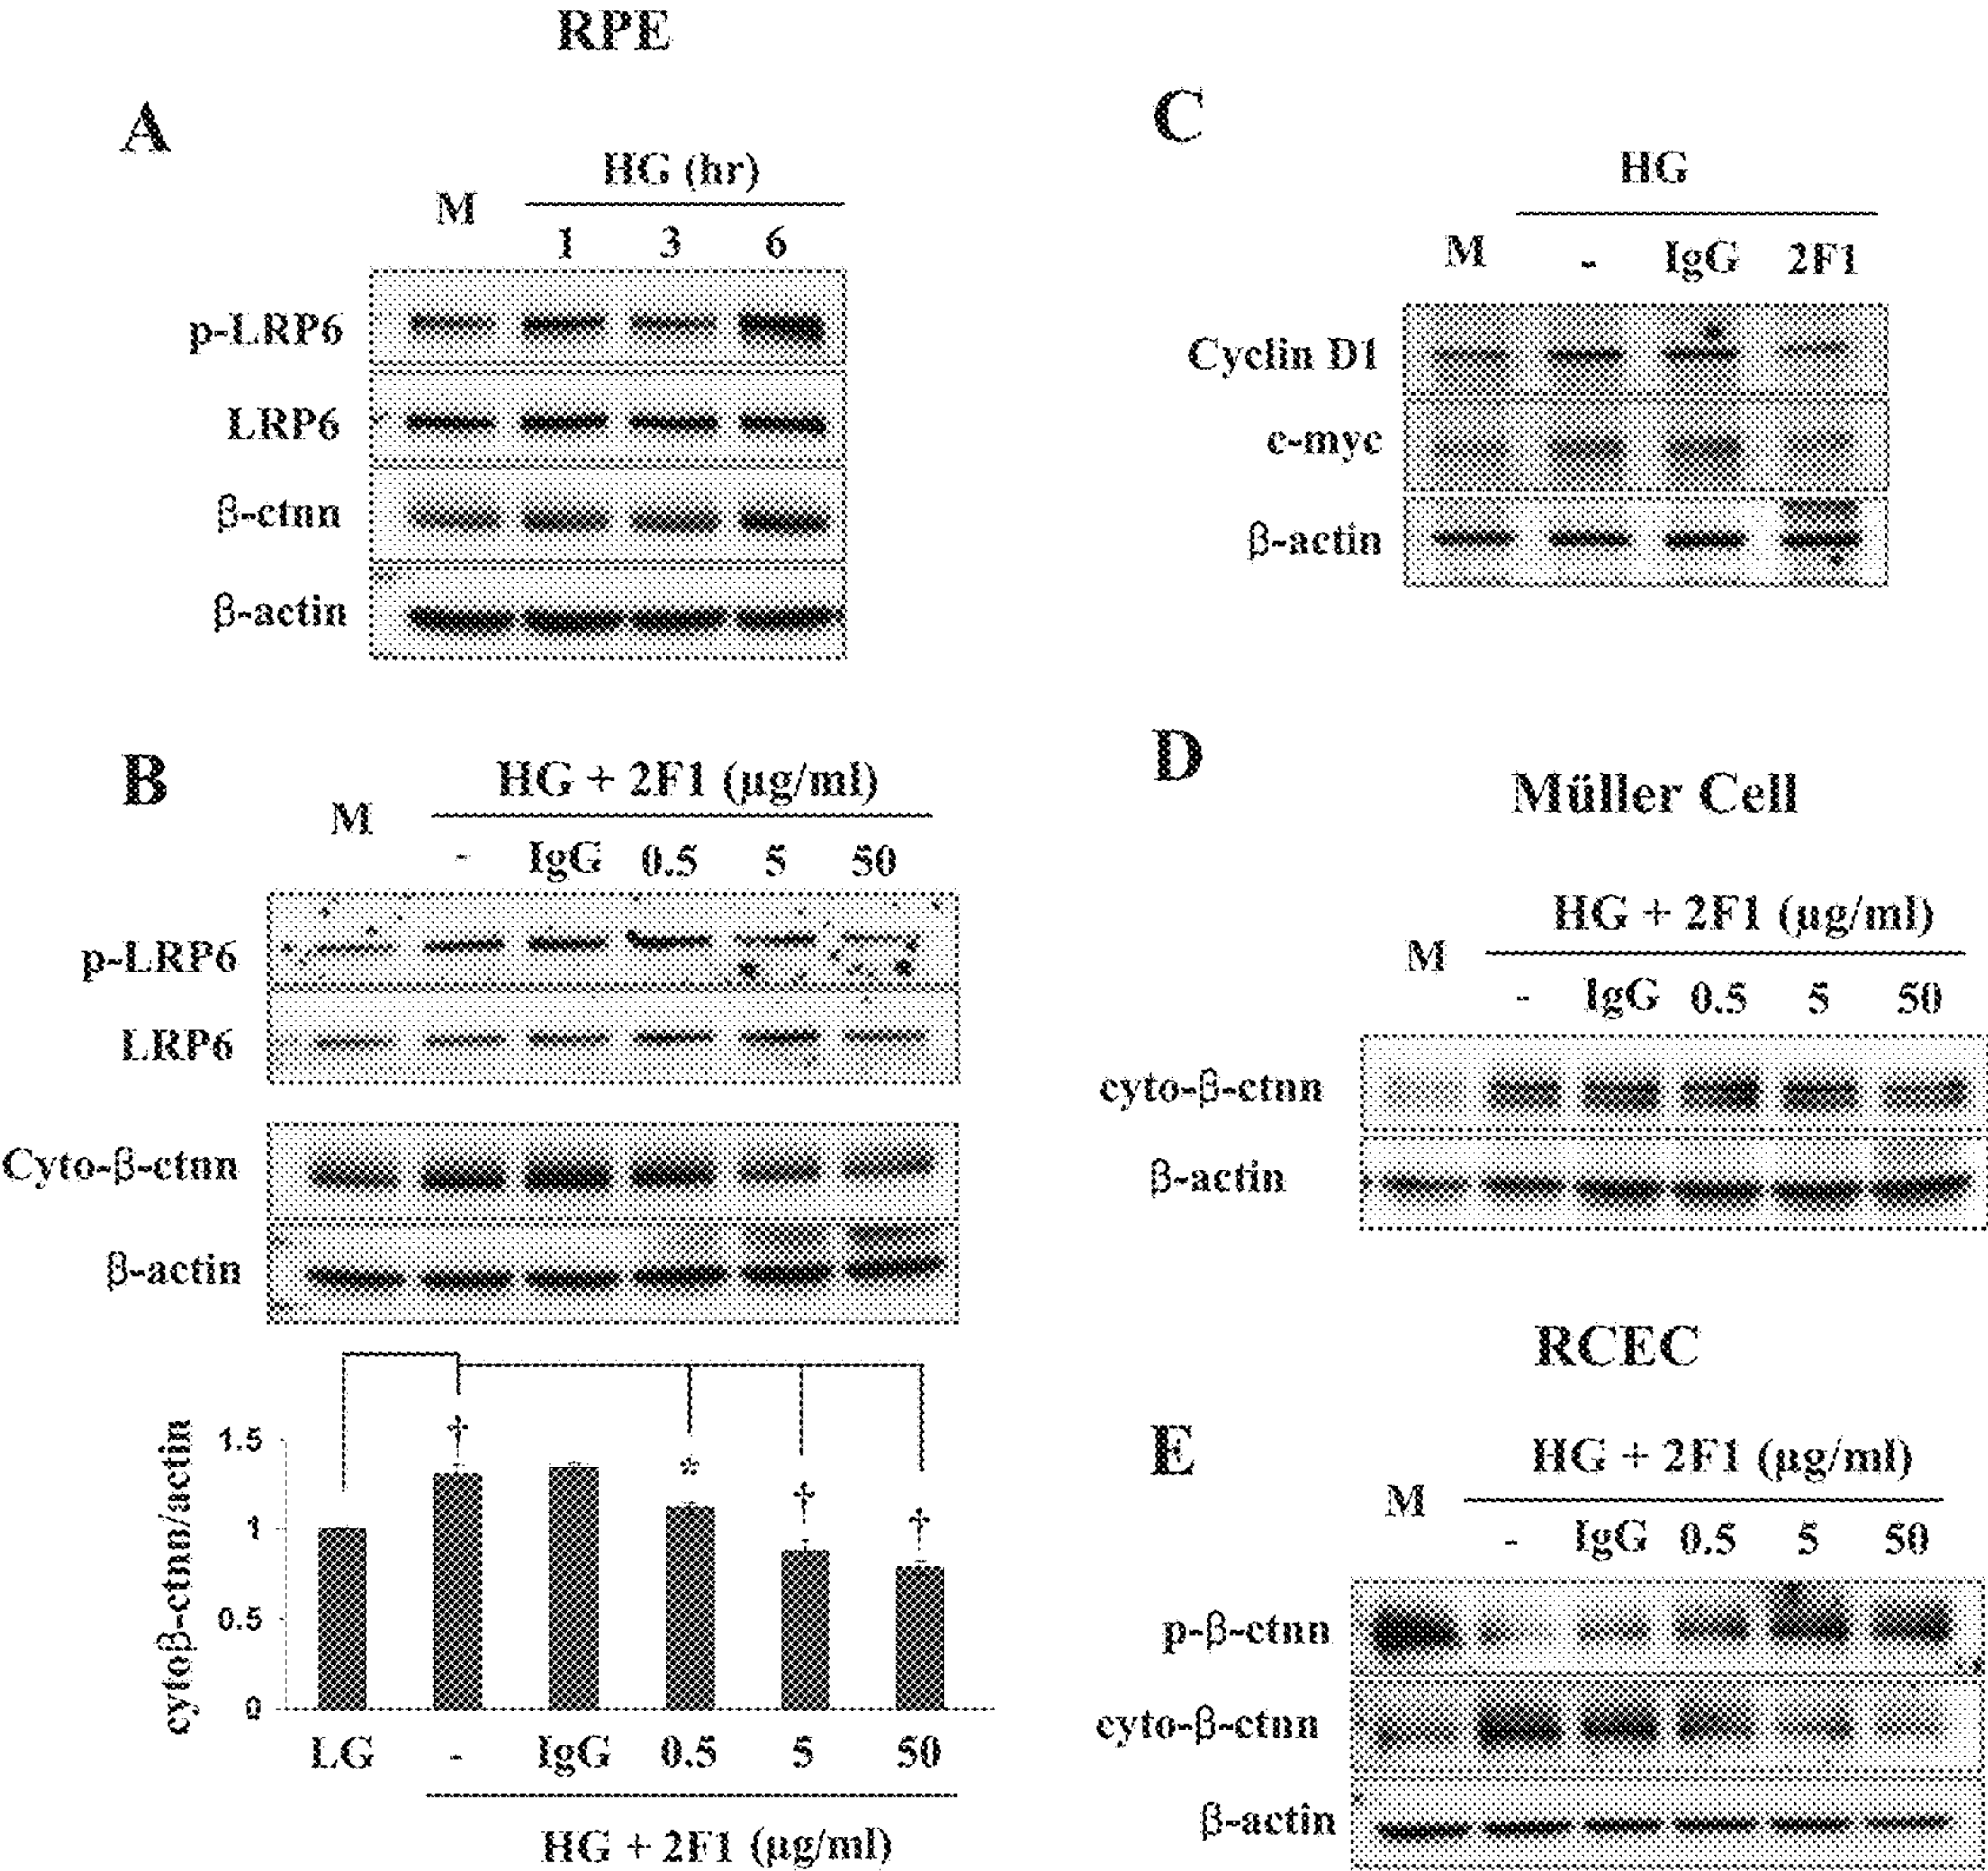 RPE
A
HG (hr)
M
1 3 6
p-LRP6
LRP6
β-ctnn
β-actin
B
HG + 2F1 (µg/ml)
M
- IgG 0.5 5 50
p-LRP6
LRP6
Cyto-β-ctnn
β-actin
† * † †
cytoβ-ctnn/actin
1.5
1
0.5
0
LG - IgG 0.5 5 50
HG + 2F1 (µg/ml)
C
HG
M - IgG 2F1
Cyclin D1
c-myc
β-actin
D
Müller Cell
HG + 2F1 (µg/ml)
M
- IgG 0.5 5 50
cyto-β-ctnn
β-actin
RCEC
E
HG + 2F1 (µg/ml)
M
- IgG 0.5 5 50
p-β-ctnn
cyto-β-ctnn
β-actin